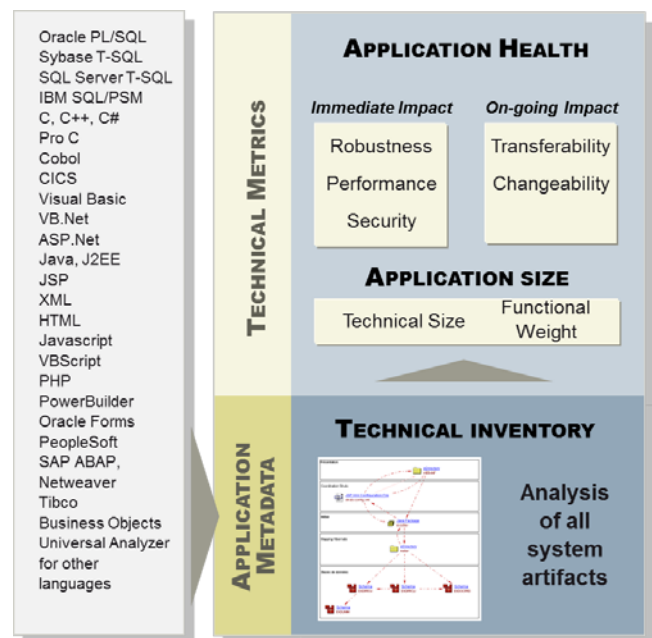 Oracle PL/SQL
Sybase T-SQL
SQL Server T-SQL
IBM SQL/PSM
C, C++, C#
Pro C
Cobol
CICS
Visual Basic
VB.Net
ASP.Net
Java, J2EE
JSP
XML
HTML
Javascript
VBScript
PHP
PowerBuilder
Oracle Forms
PeopleSoft
SAP ABAP,
Netweaver
Tibco
Business Objects
Universal Analyzer
for other
languages
TECHNICAL METRICS
APPLICATION HEALTH
Immediate Impact
On-going Impact
Robustness
Performance
Security
Transferability
Changeability
APPLICATION SIZE
Technical Size
Functional
Weight
APPLICATION
METADATA
TECHNICAL INVENTORY
Analysis
of all
system
artifacts